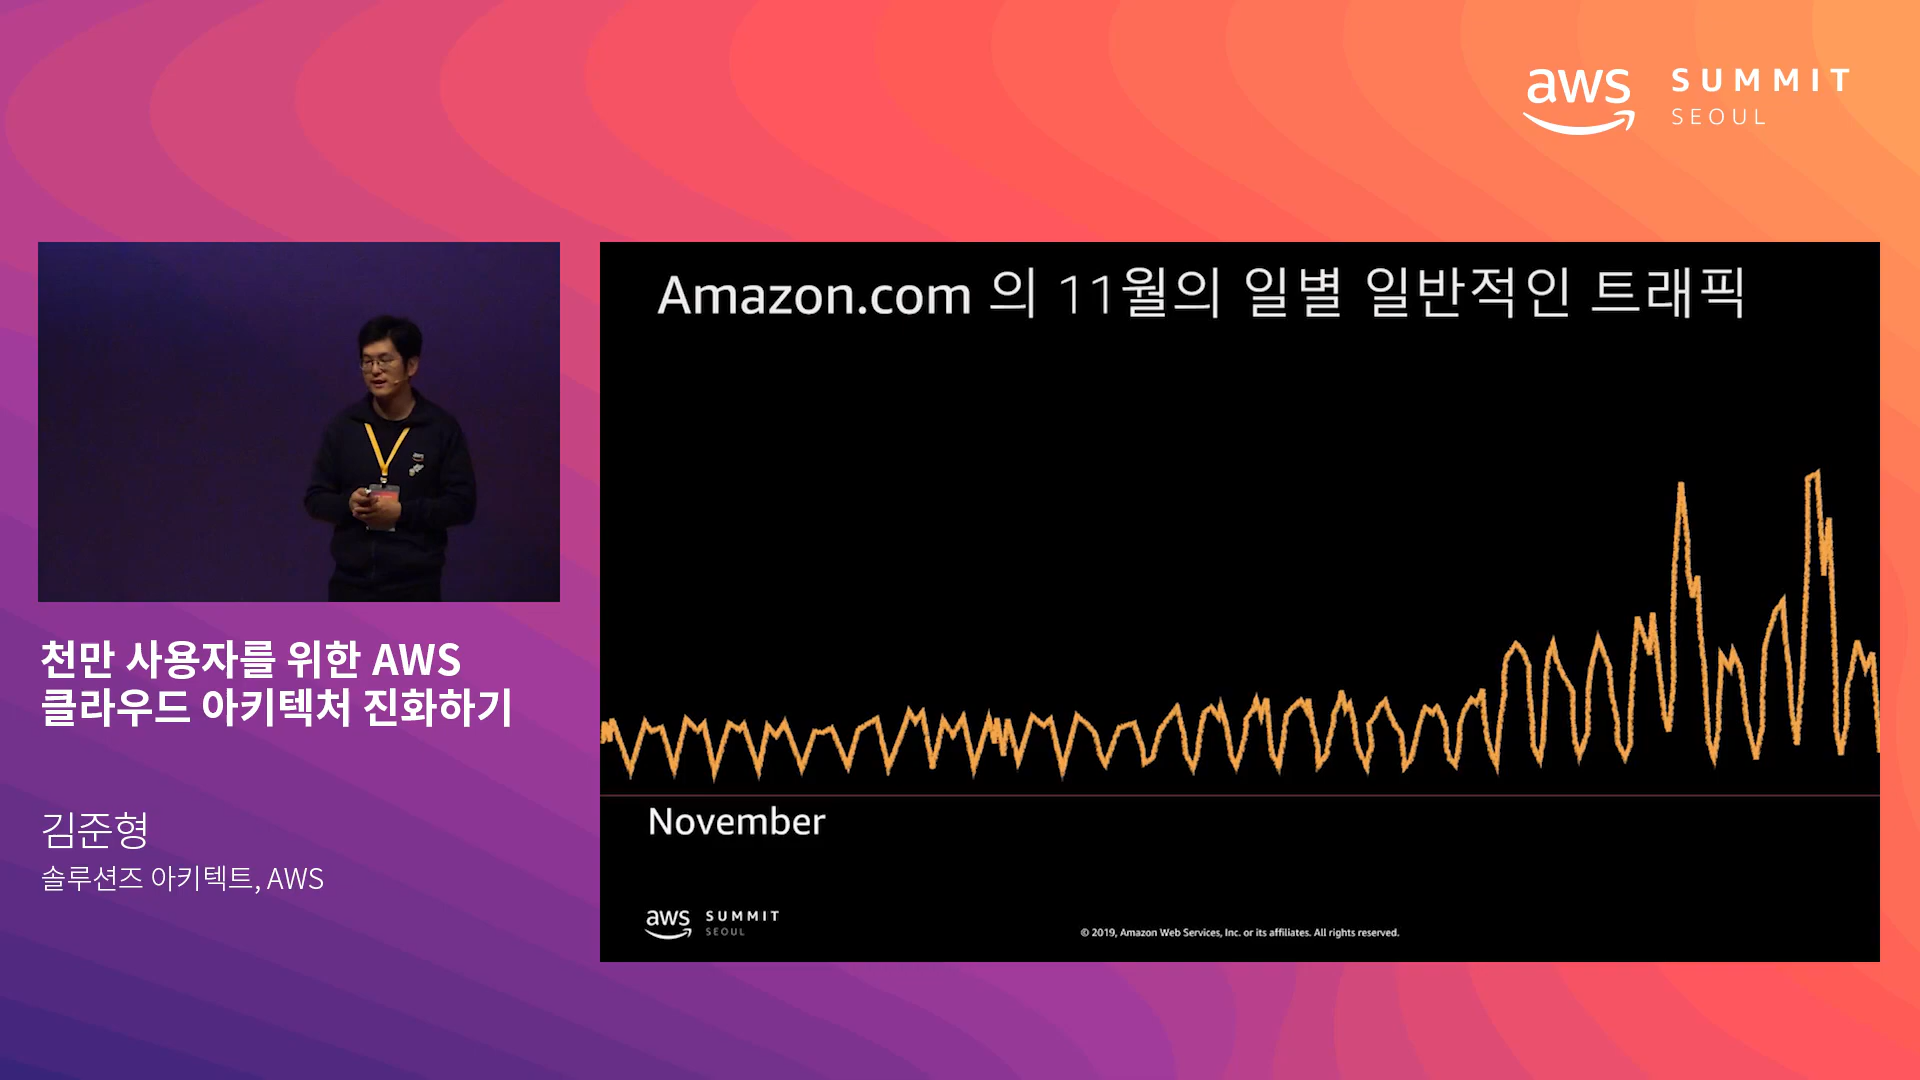 aws SUMMIT
SEOUL
Amazon.com 의 11월의 일별 일반적인 트래픽
November
aws SUMMIT
SEOUL
© 2019, Amazon Web Services, Inc. or its affiliates. All rights reserved.
천만 사용자를 위한 AWS
클라우드 아키텍처 진화하기
김준형
솔루션즈 아키텍트, AWS